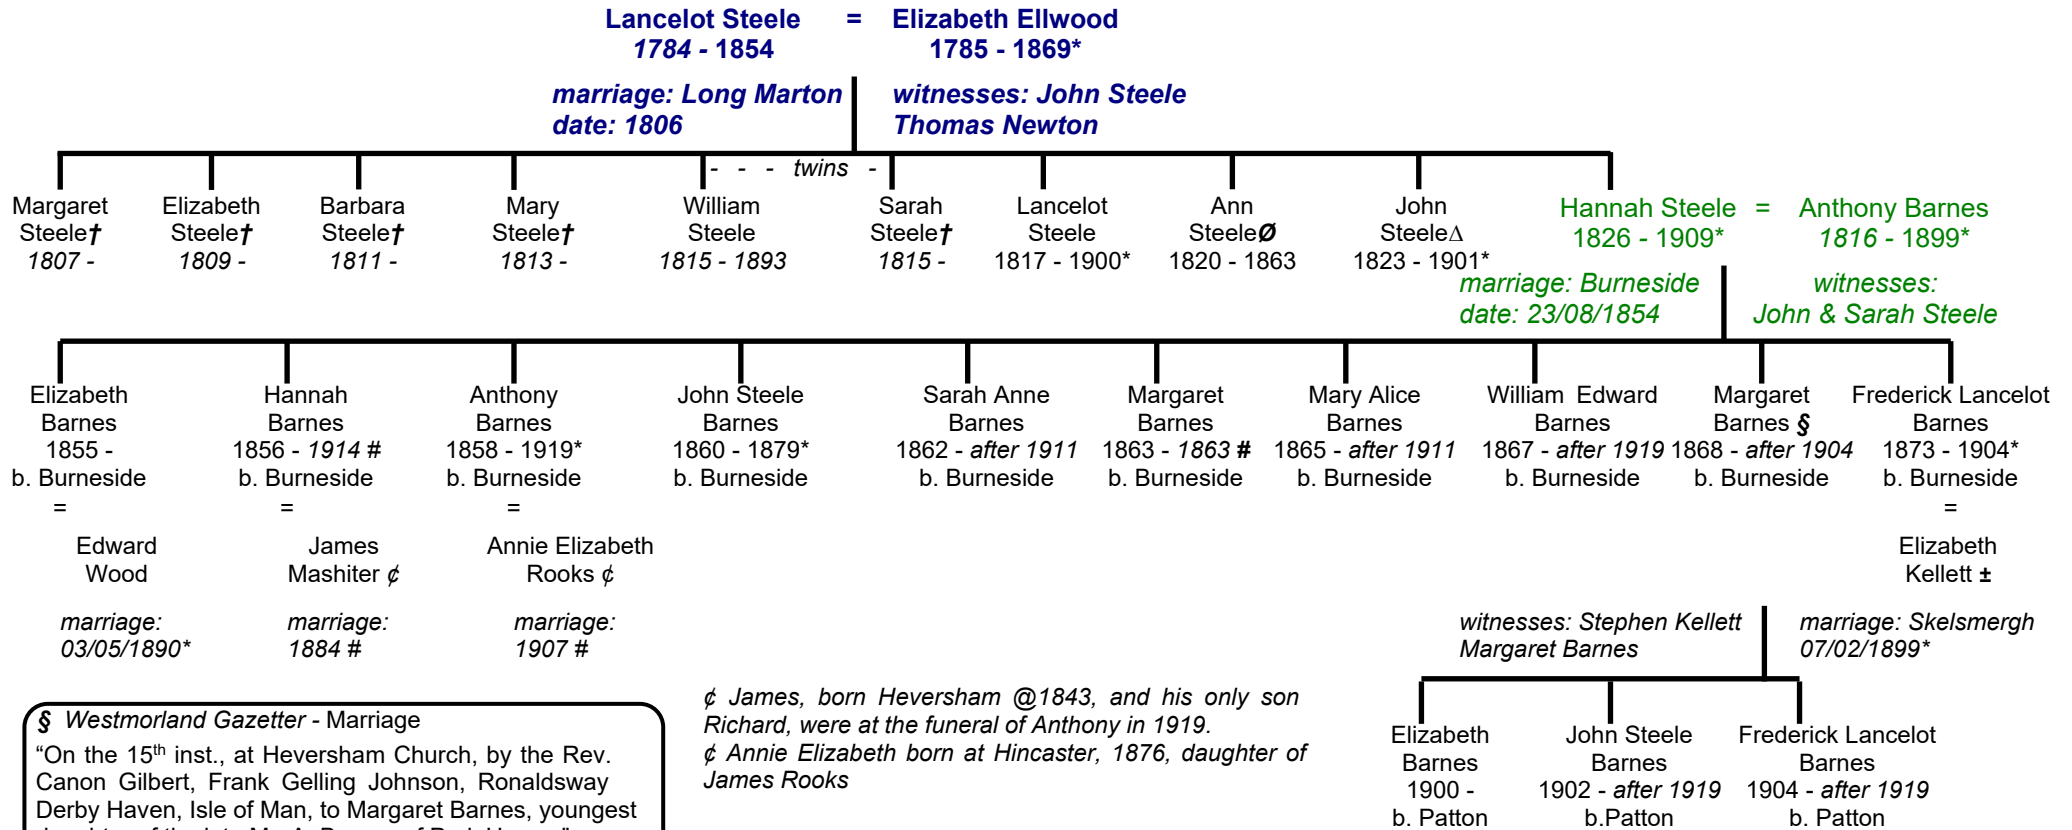 Lancelot Steele = Elizabeth Ellwood
1784 - 1854 1785 - 1869*
marriage: Long Marton
date: 1806
witnesses: John Steele
Thomas Newton
- - - twins -
Margaret
Steele†
1807 -
Elizabeth
Steele†
1809 -
Barbara
Steele†
1811 -
Mary
Steele†
1813 -
William
Steele
1815 - 1893
Sarah
Steele†
1815 -
Lancelot
Steele
1817 - 1900*
Ann
SteeleØ
1820 - 1863
John
Steele∆
1823 - 1901*
Hannah Steele = Anthony Barnes
1826 - 1909* 1816 - 1899*
marriage: Burneside
date: 23/08/1854
witnesses:
John & Sarah Steele
Elizabeth
Barnes
1855 -
b. Burneside
=
Edward
Wood
marriage:
03/05/1890*
Hannah
Barnes
1856 - 1914 #
b. Burneside
=
James
Mashiter ¢
marriage:
1884 #
Anthony
Barnes
1858 - 1919*
b. Burneside
=
Annie Elizabeth
Rooks ¢
marriage:
1907 #
John Steele
Barnes
1860 - 1879*
b. Burneside
Sarah Anne
Barnes
1862 - after 1911
b. Burneside
Margaret
Barnes
1863 - 1863 #
b. Burneside
Mary Alice
Barnes
1865 - after 1911
b. Burneside
William Edward
Barnes
1867 - after 1919
b. Burneside
Margaret
Barnes §
1868 - after 1904
b. Burneside
Frederick Lancelot
Barnes
1873 - 1904*
b. Burneside
=
Elizabeth
Kellett ±
witnesses: Stephen Kellett
Margaret Barnes
marriage: Skelsmergh
07/02/1899*
§ Westmorland Gazetter - Marriage
“On the 15th inst., at Heversham Church, by the Rev.
Canon Gilbert, Frank Gelling Johnson, Ronaldsway
Derby Haven, Isle of Man, to Margaret Barnes, youngest
¢ James, born Heversham @1843, and his only son
Richard, were at the funeral of Anthony in 1919.
¢ Annie Elizabeth born at Hincaster, 1876, daughter of
James Rooks
Elizabeth
Barnes
1900 -
b. Patton
John Steele
Barnes
1902 - after 1919
b.Patton
Frederick Lancelot
Barnes
1904 - after 1919
b. Patton